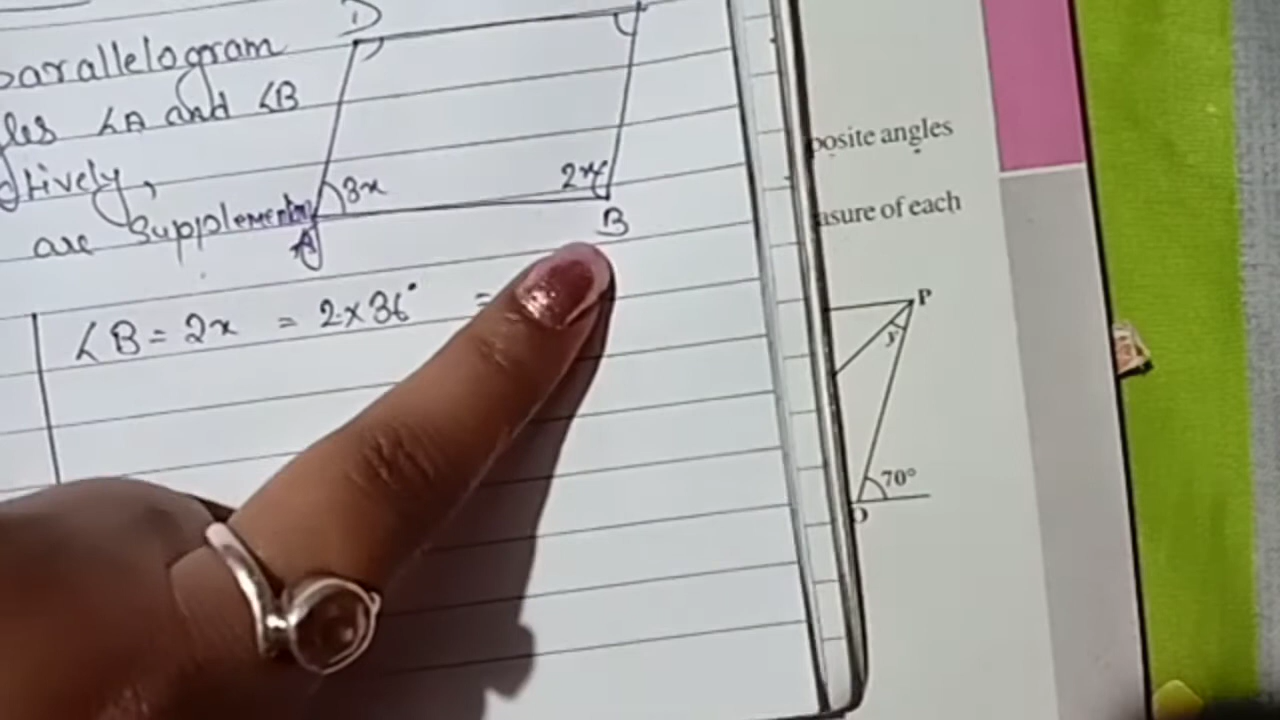 D
parallelogram
les ∠A and ∠B
tively,
are Supplementary
3x
2x
A
B
∠B = 2x = 2×36° =
posite angles
asure of each
P
y
70°
O